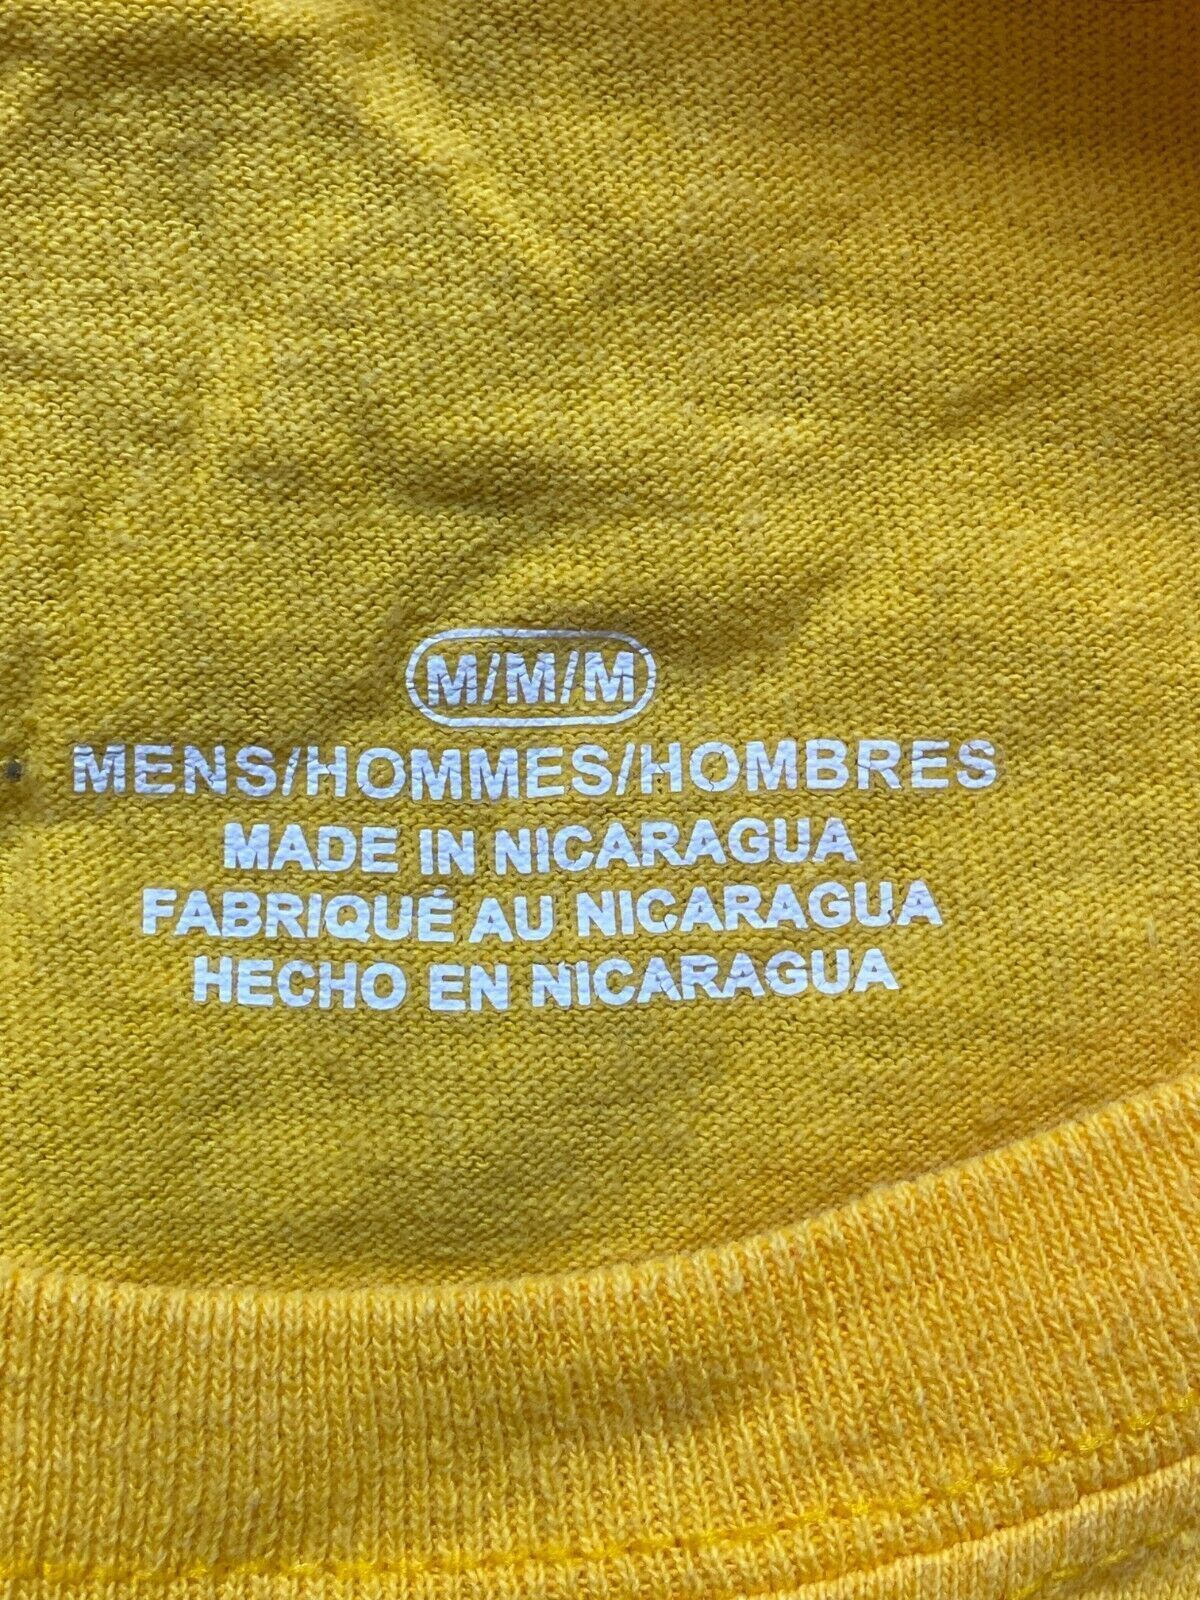 M/M/M
MENS/HOMMES/HOMBRES
MADE IN NICARAGUA
FABRIQUÉ AU NICARAGUA
HECHO EN NICARAGUA